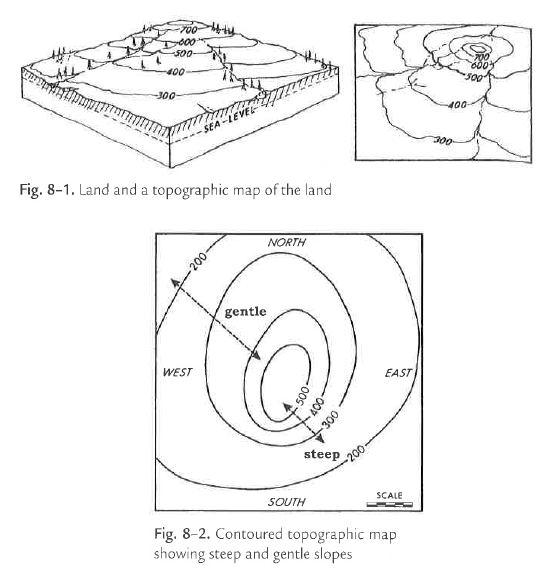 700
600
500
400
300
SEA-LEVEL
700
600
500
400
300
Fig. 8–1. Land and a topographic map of the land
NORTH
200
gentle
WEST
EAST
500
400
300
steep
200
SOUTH
SCALE
Fig. 8–2. Contoured topographic map
showing steep and gentle slopes